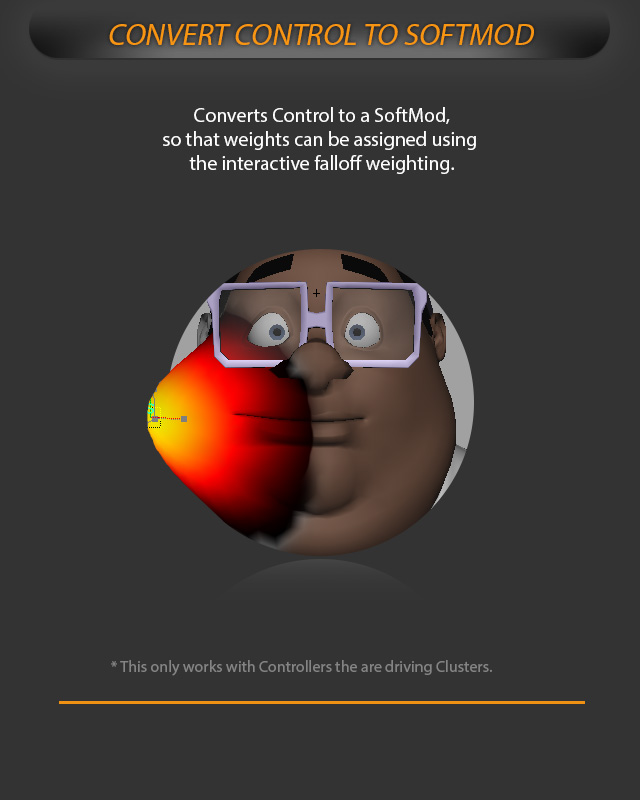 CONVERT CONTROL TO SOFTMOD
Converts Control to a SoftMod,
so that weights can be assigned using
the interactive falloff weighting.
* This only works with Controllers the are driving Clusters.